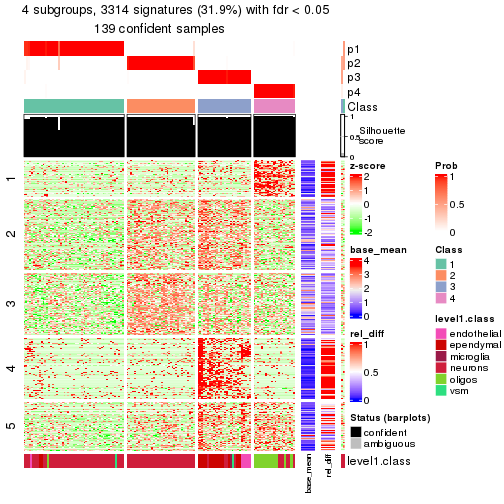 4 subgroups, 3314 signatures (31.9%) with fdr < 0.05
139 confident samples
p1
p2
p3
p4
Class
1
0.5
0
Silhouette
score
1
2
3
4
5
z-score
2
1
0
-1
-2
base_mean
4
3
2
1
0
rel_diff
1
0.5
0
Status (barplots)
confident
ambiguous
Prob
1
0.5
0
Class
1
2
3
4
level1.class
endothelial
ependymal
microglia
neurons
oligos
vsm
level1.class
base_mean
rel_diff